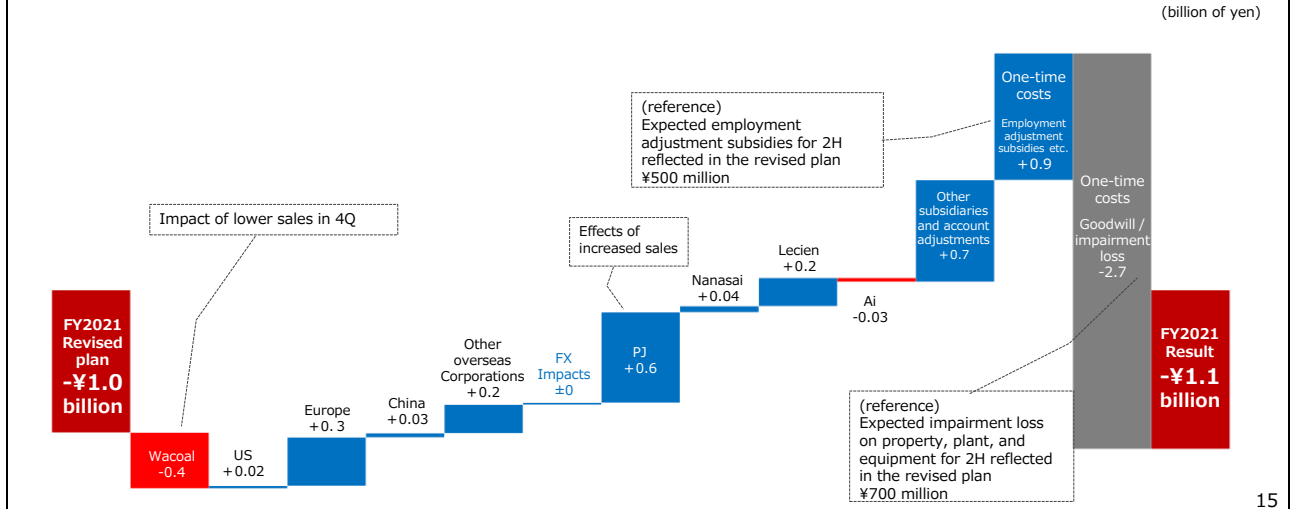 (billion of yen)
FY2021
Revised
plan
-¥1.0
billion
Impact of lower sales in 4Q
Wacoal
-0.4
US
+0.02
Europe
+0. 3
China
+0.03
Other
overseas
Corporations
+0.2
FX
Impacts
±0
Effects of
increased sales
PJ
+0.6
Nanasai
+0.04
Lecien
+0.2
Ai
-0.03
(reference)
Expected employment
adjustment subsidies for 2H
reflected in the revised plan
¥500 million
Other
subsidiaries
and account
adjustments
+0.7
One-time
costs
Employment
adjustment
subsidies etc.
+0.9
One-time
costs
Goodwill /
impairment
loss
-2.7
(reference)
Expected impairment loss
on property, plant, and
equipment for 2H reflected
in the revised plan
¥700 million
FY2021
Result
-¥1.1
billion
15